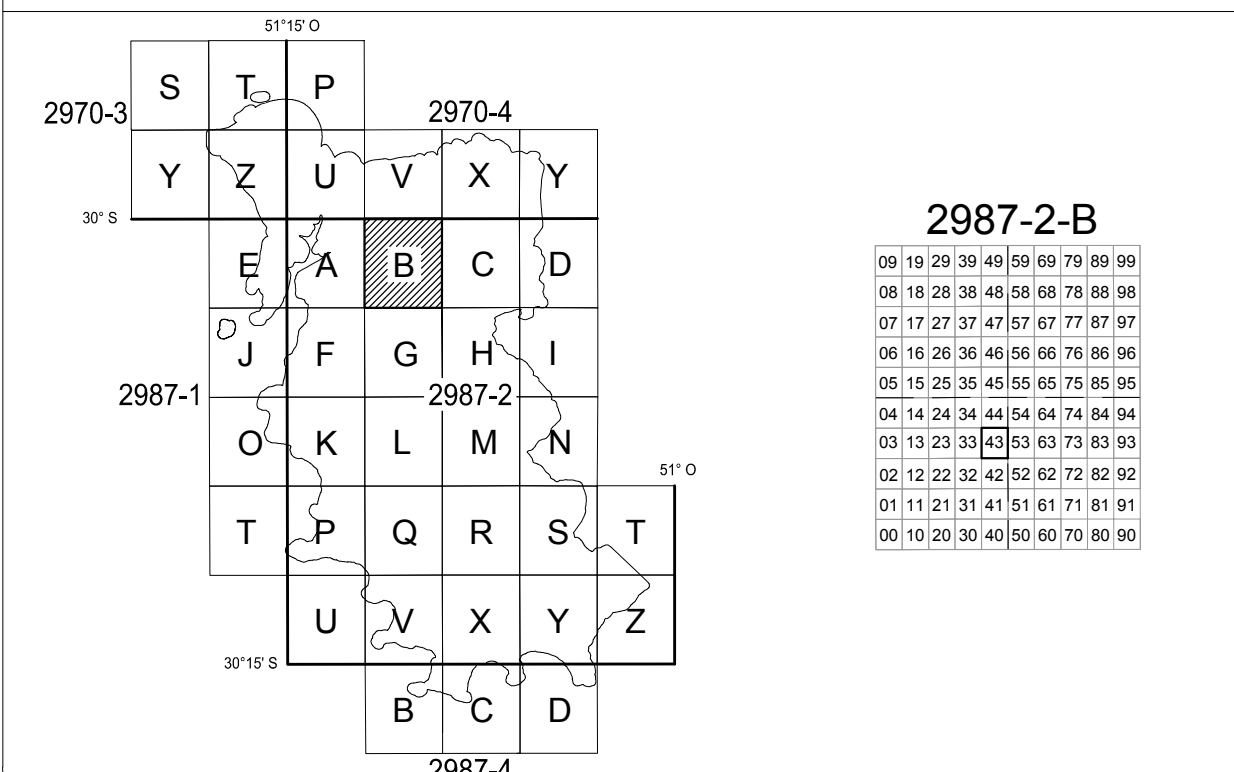 51°15' O
S T P
2970-3 2970-4
Y Z U V X Y
30° S
E A B C D
J F G H I
2987-1 2987-2
O K L M N
51° O
T P Q R S T
U V X Y Z
30°15' S
B C D
2987-4
2987-2-B
09 19 29 39 49 59 69 79 89 99
08 18 28 38 48 58 68 78 88 98
07 17 27 37 47 57 67 77 87 97
06 16 26 36 46 56 66 76 86 96
05 15 25 35 45 55 65 75 85 95
04 14 24 34 44 54 64 74 84 94
03 13 23 33 43 53 63 73 83 93
02 12 22 32 42 52 62 72 82 92
01 11 21 31 41 51 61 71 81 91
00 10 20 30 40 50 60 70 80 90